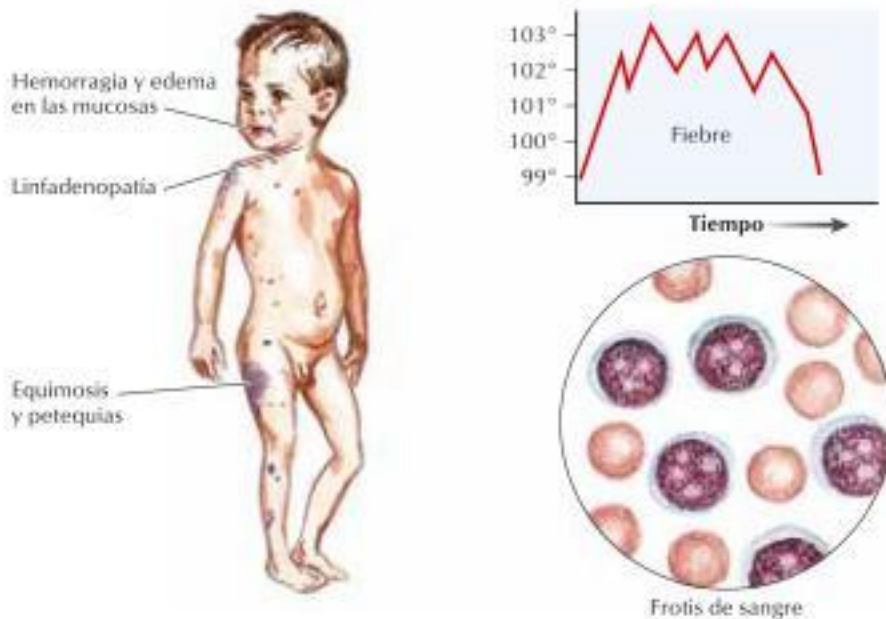 Hemorragia y edema
en las mucosas
Linfadenopatía
Equimosis
y petequias
103°
102°
101°
100°
99°
Fiebre
Tiempo
Frotis de sangre